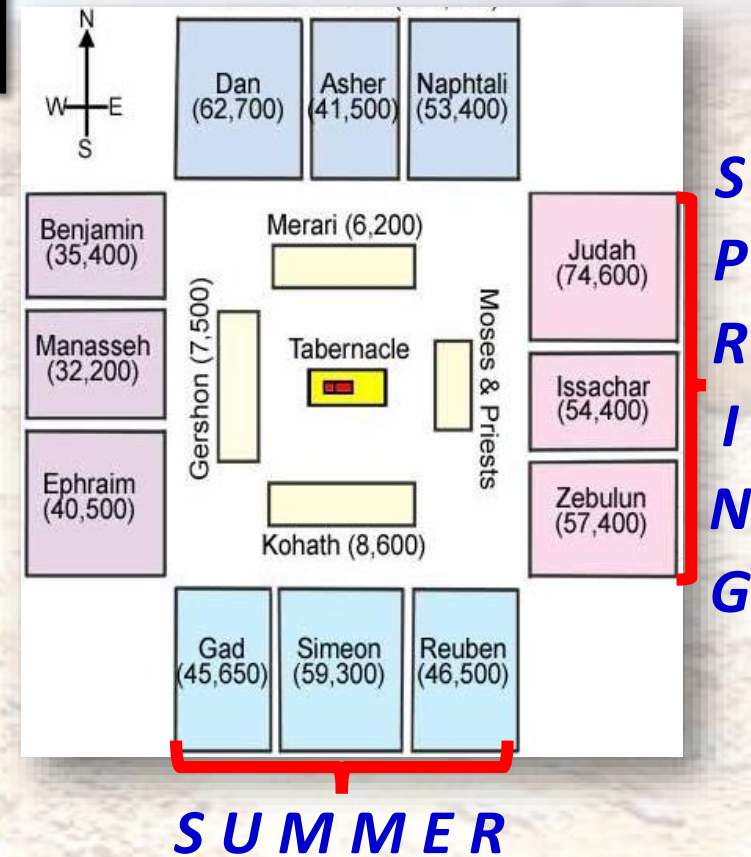 N
W E
S
Dan
(62,700)
Asher
(41,500)
Naphtali
(53,400)
Benjamin
(35,400)
Manasseh
(32,200)
Ephraim
(40,500)
Merari (6,200)
Gershon (7,500)
Tabernacle
Moses & Priests
Kohath (8,600)
Judah
(74,600)
Issachar
(54,400)
Zebulun
(57,400)
SPRING
Gad
(45,650)
Simeon
(59,300)
Reuben
(46,500)
SUMMER